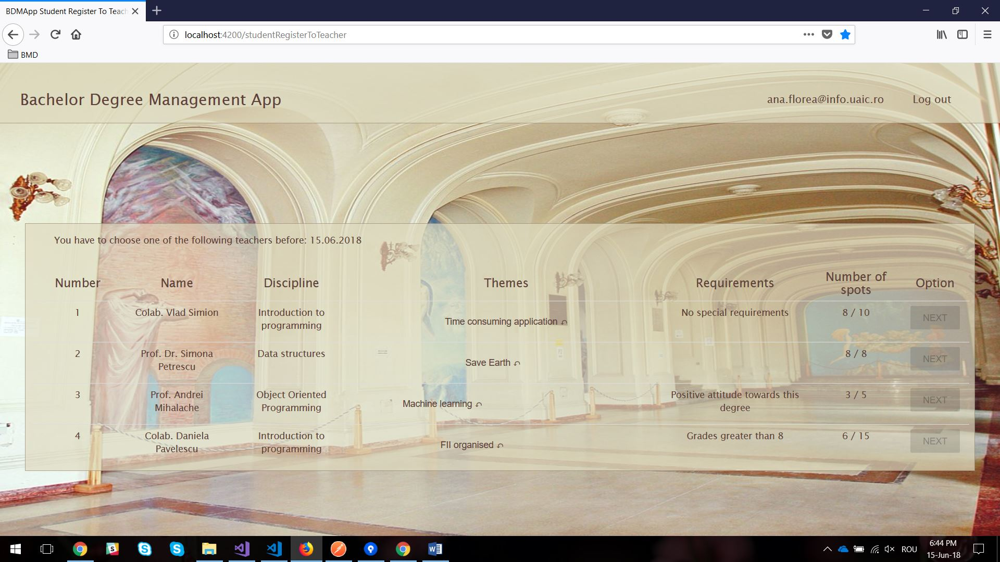 BDMApp Student Register To Teach
localhost:4200/studentRegisterToTeacher
BMD
Bachelor Degree Management App
ana.florea@info.uaic.ro
Log out
You have to choose one of the following teachers before: 15.06.2018
Number Name Discipline Themes Requirements Number of
spots Option
1 Colab. Vlad Simion Introduction to
programming Time consuming application No special requirements 8 / 10 NEXT
2 Prof. Dr. Simona
Petrescu Data structures Save Earth 8 / 8 NEXT
3 Prof. Andrei
Mihalache Object Oriented
Programming Machine learning Positive attitude towards this
degree 3 / 5 NEXT
4 Colab. Daniela
Pavelescu Introduction to
programming FII organised Grades greater than 8 6 / 15 NEXT
ROU
6:44 PM
15-Jun-18